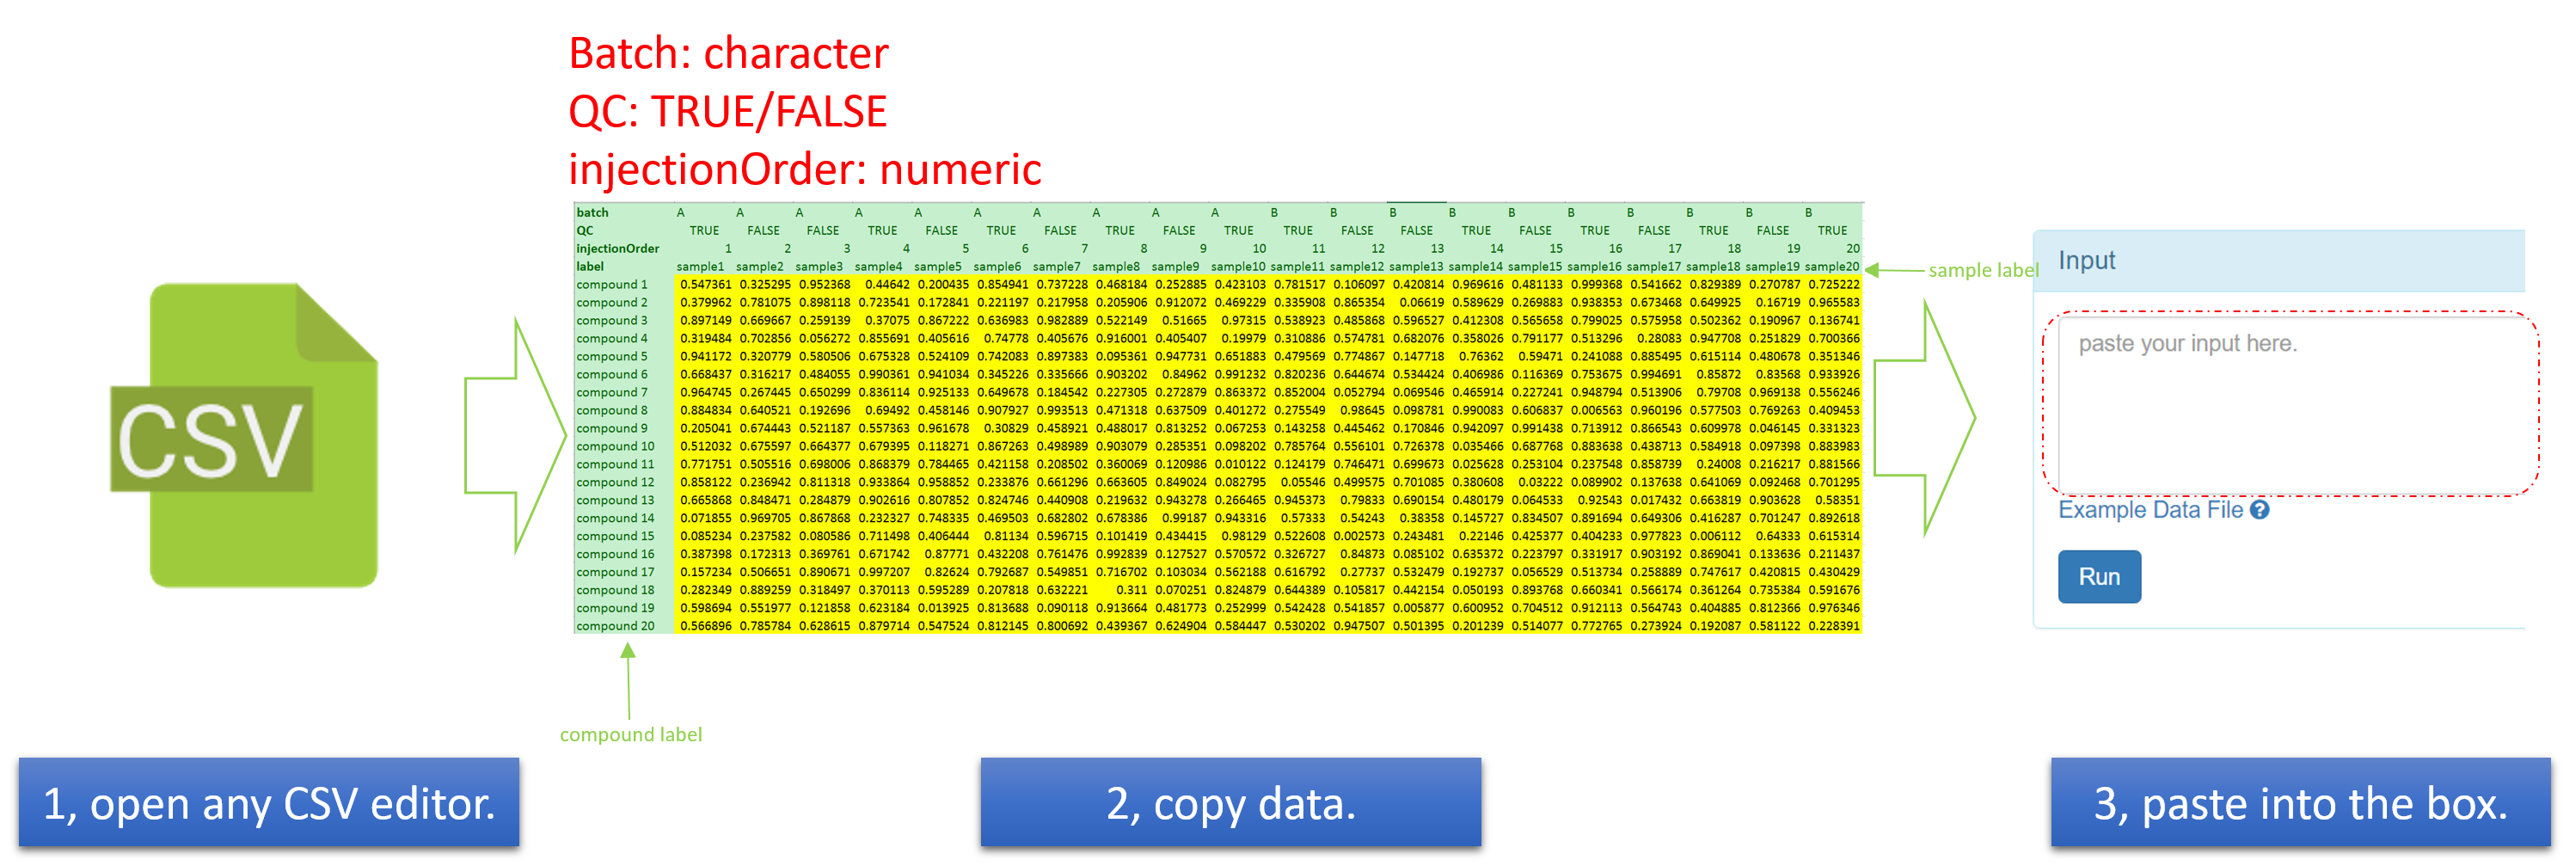 Batch: character
QC: TRUE/FALSE
injectionOrder: numeric
CSV
batch A A A A A A A A A A B B B B B B B B B B
QC TRUE FALSE FALSE TRUE FALSE TRUE FALSE TRUE FALSE TRUE TRUE FALSE FALSE TRUE FALSE TRUE FALSE TRUE FALSE TRUE
injectionOrder 1 2 3 4 5 6 7 8 9 10 11 12 13 14 15 16 17 18 19 20
label sample1 sample2 sample3 sample4 sample5 sample6 sample7 sample8 sample9 sample10 sample11 sample12 sample13 sample14 sample15 sample16 sample17 sample18 sample19 sample20
compound 1 0.547361 0.325295 0.952368 0.44642 0.200435 0.854941 0.737228 0.468184 0.252885 0.423103 0.781517 0.106097 0.420814 0.969616 0.481133 0.999368 0.541662 0.829389 0.270787 0.725222
compound 2 0.379962 0.781075 0.898118 0.723541 0.172841 0.221197 0.217958 0.205906 0.912072 0.469229 0.335908 0.865354 0.06619 0.589629 0.269883 0.938353 0.673468 0.649925 0.16719 0.965583
compound 3 0.897149 0.669667 0.259139 0.37075 0.867222 0.636983 0.982889 0.522149 0.51665 0.97315 0.538923 0.485868 0.596527 0.412308 0.565658 0.799025 0.575958 0.502362 0.190967 0.136741
compound 4 0.319484 0.702856 0.056272 0.855691 0.405616 0.74778 0.405676 0.916001 0.405407 0.19979 0.310886 0.574781 0.682076 0.358026 0.791177 0.513296 0.28083 0.947708 0.251829 0.700366
compound 5 0.941172 0.320779 0.580506 0.675328 0.524109 0.742083 0.897383 0.095361 0.947731 0.651883 0.479569 0.774867 0.147718 0.76362 0.59471 0.241088 0.885495 0.615114 0.480678 0.351346
compound 6 0.668437 0.316217 0.484055 0.990361 0.941034 0.345226 0.335666 0.903202 0.84962 0.991232 0.820236 0.644674 0.534424 0.406986 0.116369 0.753675 0.994691 0.85872 0.83568 0.933926
compound 7 0.964745 0.267445 0.650299 0.836114 0.925133 0.649678 0.184542 0.227305 0.272879 0.863372 0.852004 0.052794 0.069546 0.465914 0.227241 0.948794 0.513906 0.79708 0.969138 0.556246
compound 8 0.884834 0.640521 0.192696 0.69492 0.458146 0.907927 0.993513 0.471318 0.637509 0.401272 0.275549 0.98645 0.098781 0.990083 0.606837 0.006563 0.960196 0.577503 0.769263 0.409453
compound 9 0.205041 0.674443 0.521187 0.557363 0.961678 0.30829 0.458921 0.488017 0.813252 0.067253 0.143258 0.445462 0.170846 0.942097 0.991438 0.713912 0.866543 0.609978 0.046145 0.331323
compound 10 0.512032 0.675597 0.664377 0.679395 0.118271 0.867263 0.498989 0.903079 0.285351 0.098202 0.785764 0.556101 0.726378 0.035466 0.687768 0.883638 0.438713 0.584918 0.097398 0.883983
compound 11 0.771751 0.505516 0.698006 0.868379 0.784465 0.421158 0.208502 0.360069 0.120986 0.010122 0.124179 0.746471 0.699673 0.025628 0.253104 0.237548 0.858739 0.24008 0.216217 0.881566
compound 12 0.858122 0.236942 0.811318 0.933864 0.958852 0.233876 0.661296 0.663605 0.849024 0.082795 0.05546 0.499575 0.701085 0.380608 0.03222 0.089902 0.137638 0.641069 0.092468 0.701295
compound 13 0.665868 0.848471 0.284879 0.902616 0.807852 0.824746 0.440908 0.219632 0.943278 0.266465 0.945373 0.79833 0.690154 0.480179 0.064533 0.92543 0.017432 0.663819 0.903628 0.58351
compound 14 0.071855 0.969705 0.867868 0.232327 0.748335 0.469503 0.682802 0.678386 0.99187 0.943316 0.57333 0.54243 0.38358 0.145727 0.834507 0.891694 0.649306 0.416287 0.701247 0.892618
compound 15 0.085234 0.237582 0.080586 0.711498 0.406444 0.81134 0.596715 0.101419 0.434415 0.98129 0.522608 0.002573 0.243481 0.22146 0.425377 0.404233 0.977823 0.006112 0.64333 0.615314
compound 16 0.387398 0.172313 0.369761 0.671742 0.87771 0.432208 0.761476 0.992839 0.127527 0.570572 0.326727 0.84873 0.085102 0.635372 0.223797 0.331917 0.903192 0.869041 0.133636 0.211437
compound 17 0.157234 0.506651 0.890671 0.997207 0.82624 0.792687 0.549851 0.716702 0.103034 0.562188 0.616792 0.27737 0.532479 0.192737 0.056529 0.513734 0.258889 0.747617 0.420815 0.430429
compound 18 0.282349 0.889259 0.318497 0.370113 0.595289 0.207818 0.632221 0.311 0.070251 0.824879 0.644389 0.105817 0.442154 0.050193 0.893768 0.660341 0.566174 0.361264 0.735384 0.591676
compound 19 0.598694 0.551977 0.121858 0.623184 0.013925 0.813688 0.090118 0.913664 0.481773 0.252999 0.542428 0.541857 0.005877 0.600952 0.704512 0.912113 0.564743 0.404885 0.812366 0.976346
compound 20 0.566896 0.785784 0.628615 0.879714 0.547524 0.812145 0.800692 0.439367 0.624904 0.584447 0.530202 0.947507 0.501395 0.201239 0.514077 0.772765 0.273924 0.192087 0.581122 0.228391
sample label
compound label
Input
paste your input here.
Example Data File ?
Run
1, open any CSV editor.
2, copy data.
3, paste into the box.